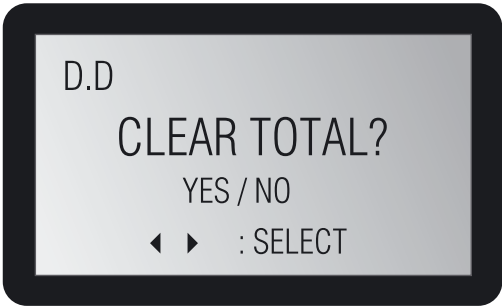 D.D
CLEAR TOTAL?
YES / NO
◀ ▶ : SELECT